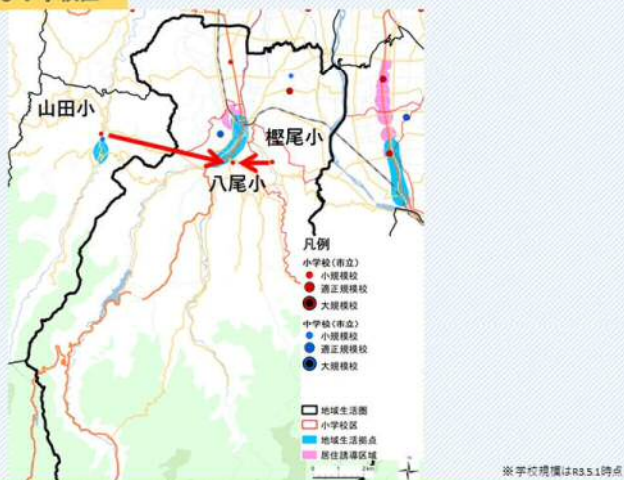 山田小
樫尾小
八尾小
凡例
小学校(市立)
小規模校
適正規模校
大規模校
中学校(市立)
小規模校
適正規模校
大規模校
地域生活圏
小学校区
地域生活拠点
居住誘導区域
※学校規模はR3.5.1時点